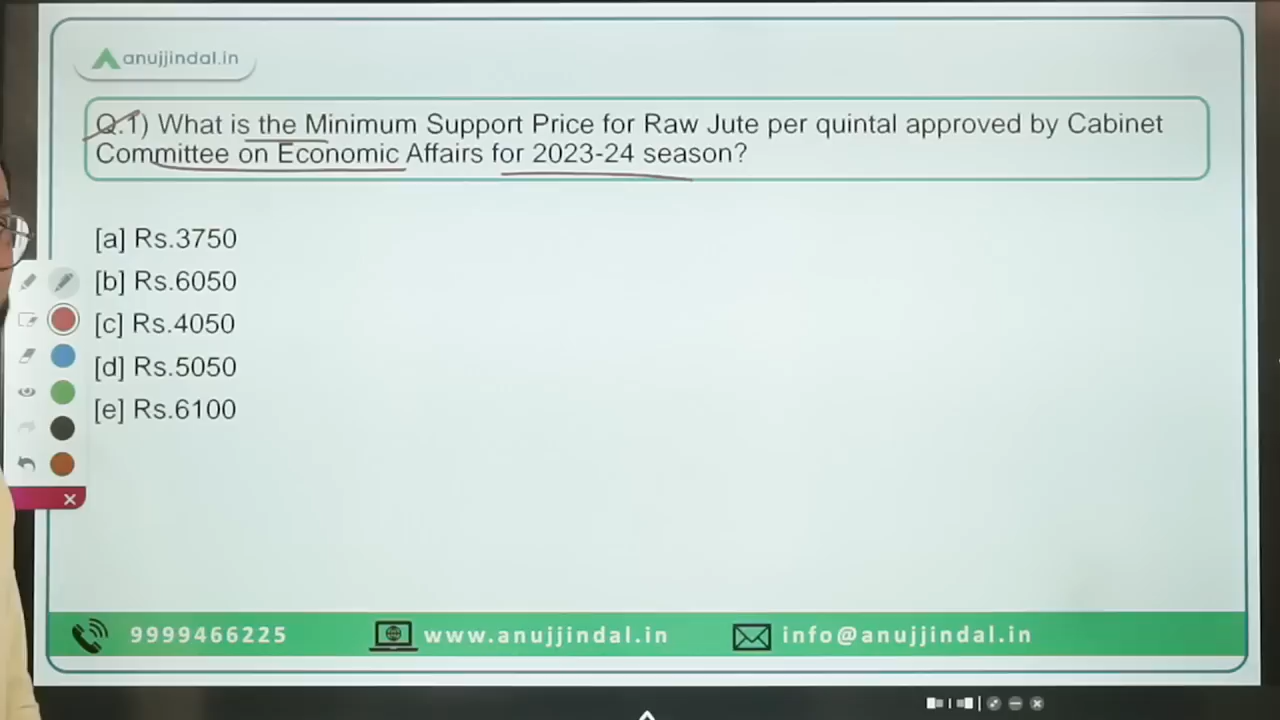 anujjindal.in
Q.1) What is the Minimum Support Price for Raw Jute per quintal approved by Cabinet
Committee on Economic Affairs for 2023-24 season?
[a] Rs.3750
[b] Rs.6050
[c] Rs.4050
[d] Rs.5050
[e] Rs.6100
9999466225 www.anujjindal.in info@anujjindal.in